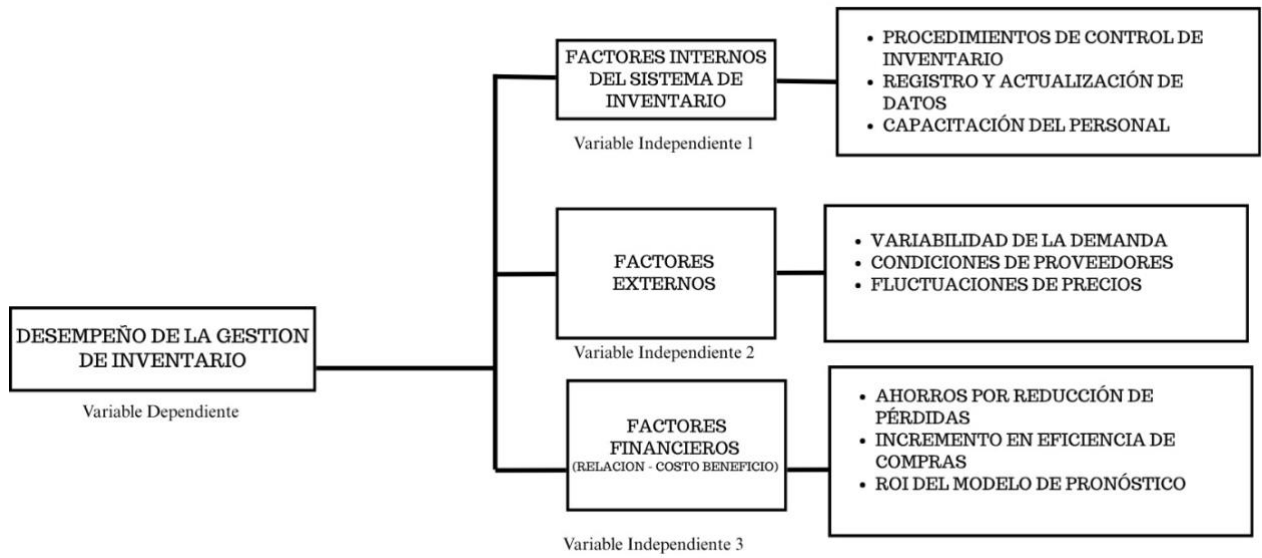 FACTORES INTERNOS
DEL SISTEMA DE
INVENTARIO
Variable Independiente 1
• PROCEDIMIENTOS DE CONTROL DE
INVENTARIO
• REGISTRO Y ACTUALIZACIÓN DE
DATOS
• CAPACITACIÓN DEL PERSONAL
FACTORES
EXTERNOS
Variable Independiente 2
• VARIABILIDAD DE LA DEMANDA
• CONDICIONES DE PROVEEDORES
• FLUCTUACIONES DE PRECIOS
DESEMPEÑO DE LA GESTION
DE INVENTARIO
Variable Dependiente
FACTORES
FINANCIEROS
(RELACION - COSTO BENEFICIO)
Variable Independiente 3
• AHORROS POR REDUCCIÓN DE
PÉRDIDAS
• INCREMENTO EN EFICIENCIA DE
COMPRAS
• ROI DEL MODELO DE PRONÓSTICO